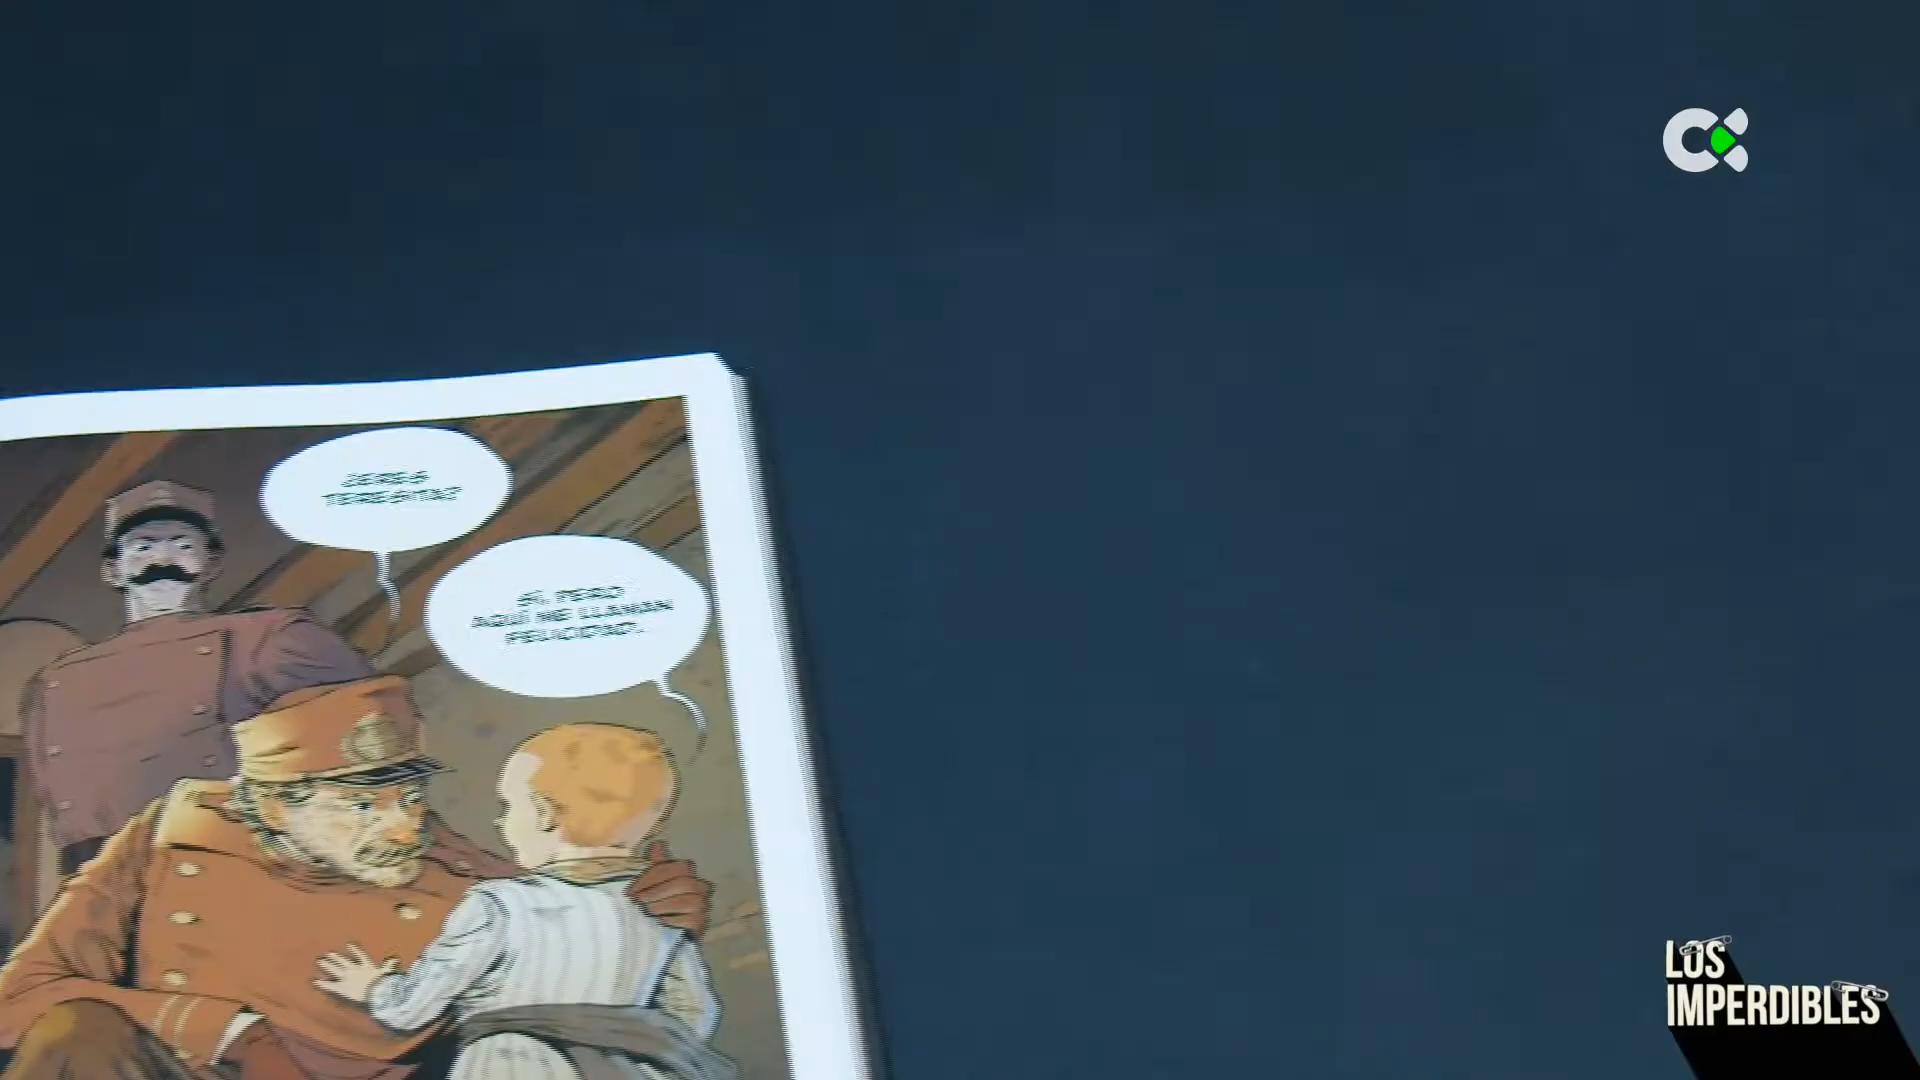 ¿ERES
TERESITA?
SÍ, PERO
AQUÍ ME LLAMAN
FELICIDAD.
LOS
IMPERDIBLES